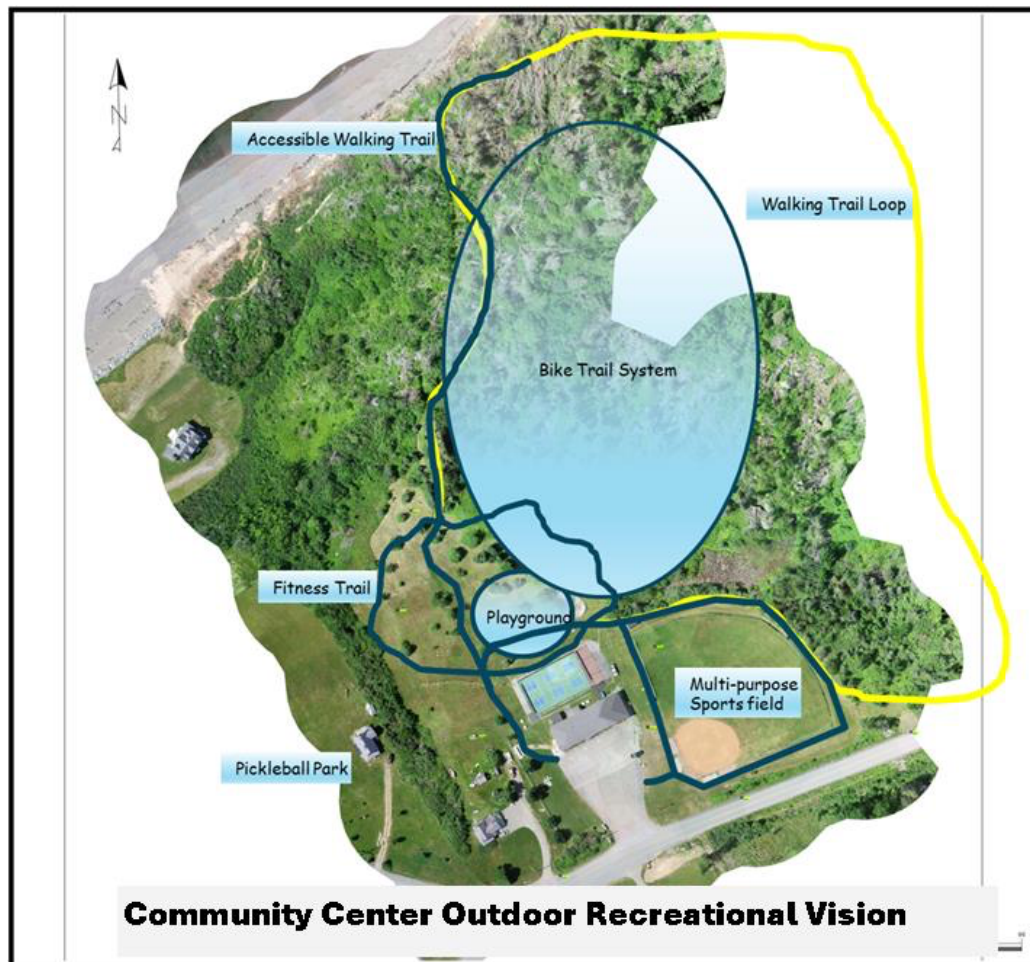 N
Accessible Walking Trail
Walking Trail Loop
Bike Trail System
Fitness Trail
Playground
Multi-purpose
Sports field
Pickleball Park
Community Center Outdoor Recreational Vision